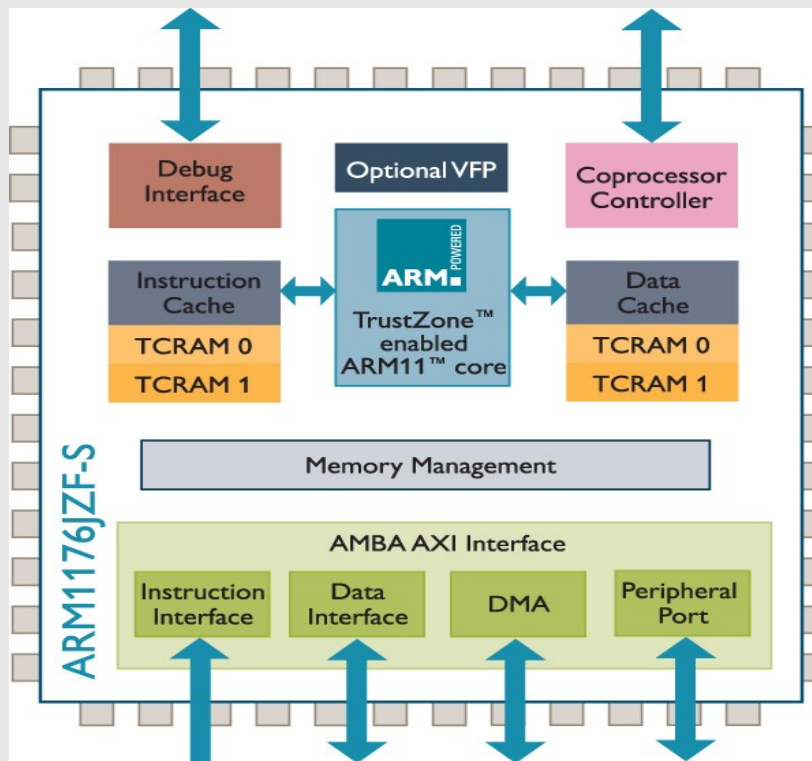 Debug
Interface
Optional VFP
Coprocessor
Controller
Instruction
Cache
TCRAM 0
TCRAM 1
ARM
POWERED
TrustZone™
enabled
ARM11™ core
Data
Cache
TCRAM 0
TCRAM 1
Memory Management
ARM1176JZF-S
AMBA AXI Interface
Instruction
Interface
Data
Interface
DMA
Peripheral
Port